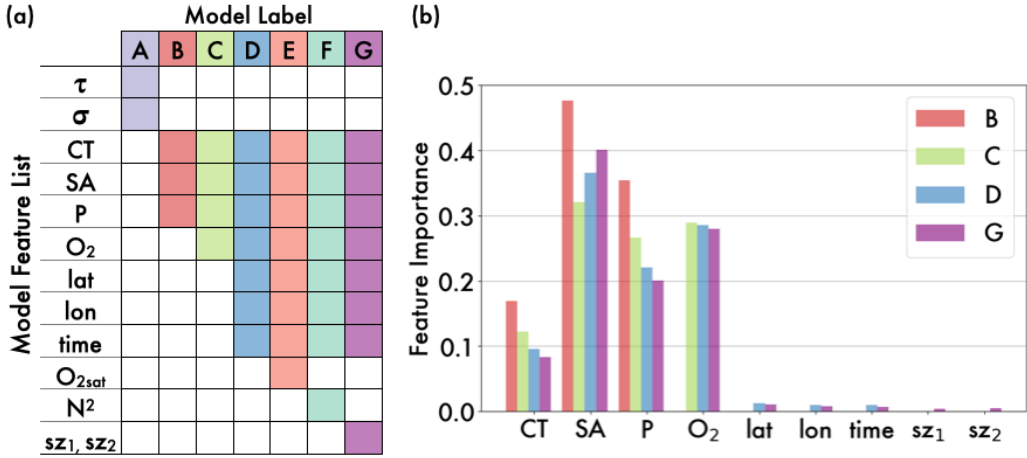 (a)
Model Label
A B C D E F G
Model Feature List
τ
σ
CT
SA
P
O₂
lat
lon
time
O₂sat
N²
sz₁, sz₂
(b)
Feature Importance
0.5
0.4
0.3
0.2
0.1
0.0
CT SA P O₂ lat lon time sz₁ sz₂
B
C
D
G